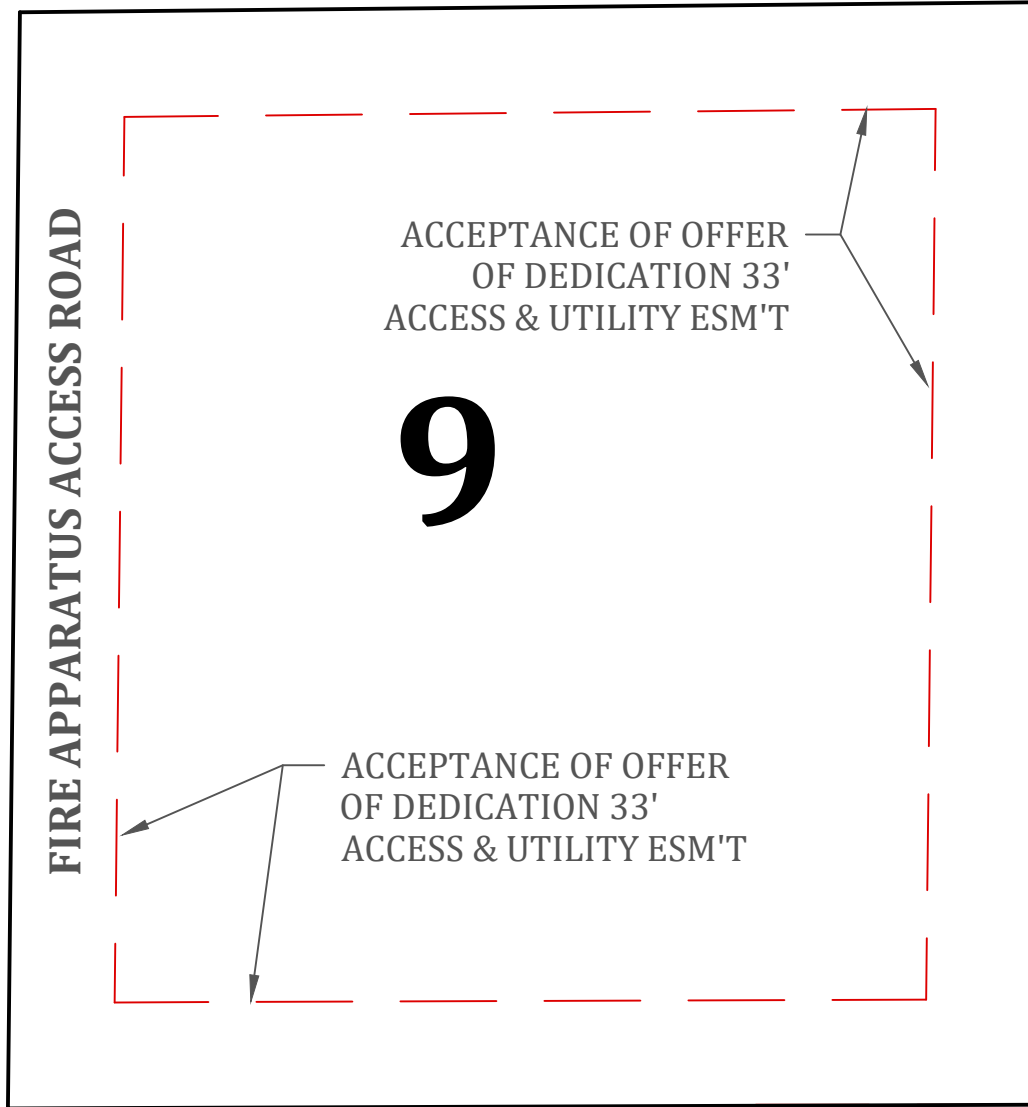 FIRE APPARATUS ACCESS ROAD
ACCEPTANCE OF OFFER
OF DEDICATION 33'
ACCESS & UTILITY ESM'T
9
ACCEPTANCE OF OFFER
OF DEDICATION 33'
ACCESS & UTILITY ESM'T